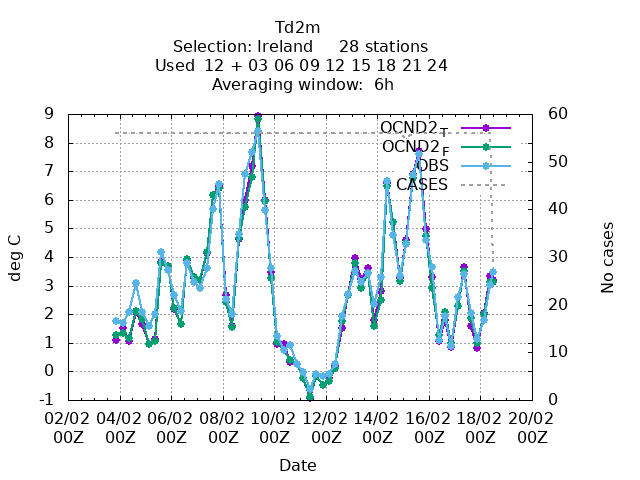 Td2m
Selection: Ireland 28 stations
Used 12 + 03 06 09 12 15 18 21 24
Averaging window: 6h
9 8 7 6 5 4 3 2 1 0 -1
deg C
60 50 40 30 20 10 0
No cases
OCND2_T
OCND2_F
OBS
CASES
02/02 04/02 06/02 08/02 10/02 12/02 14/02 16/02 18/02 20/02
00Z 00Z 00Z 00Z 00Z 00Z 00Z 00Z 00Z 00Z
Date